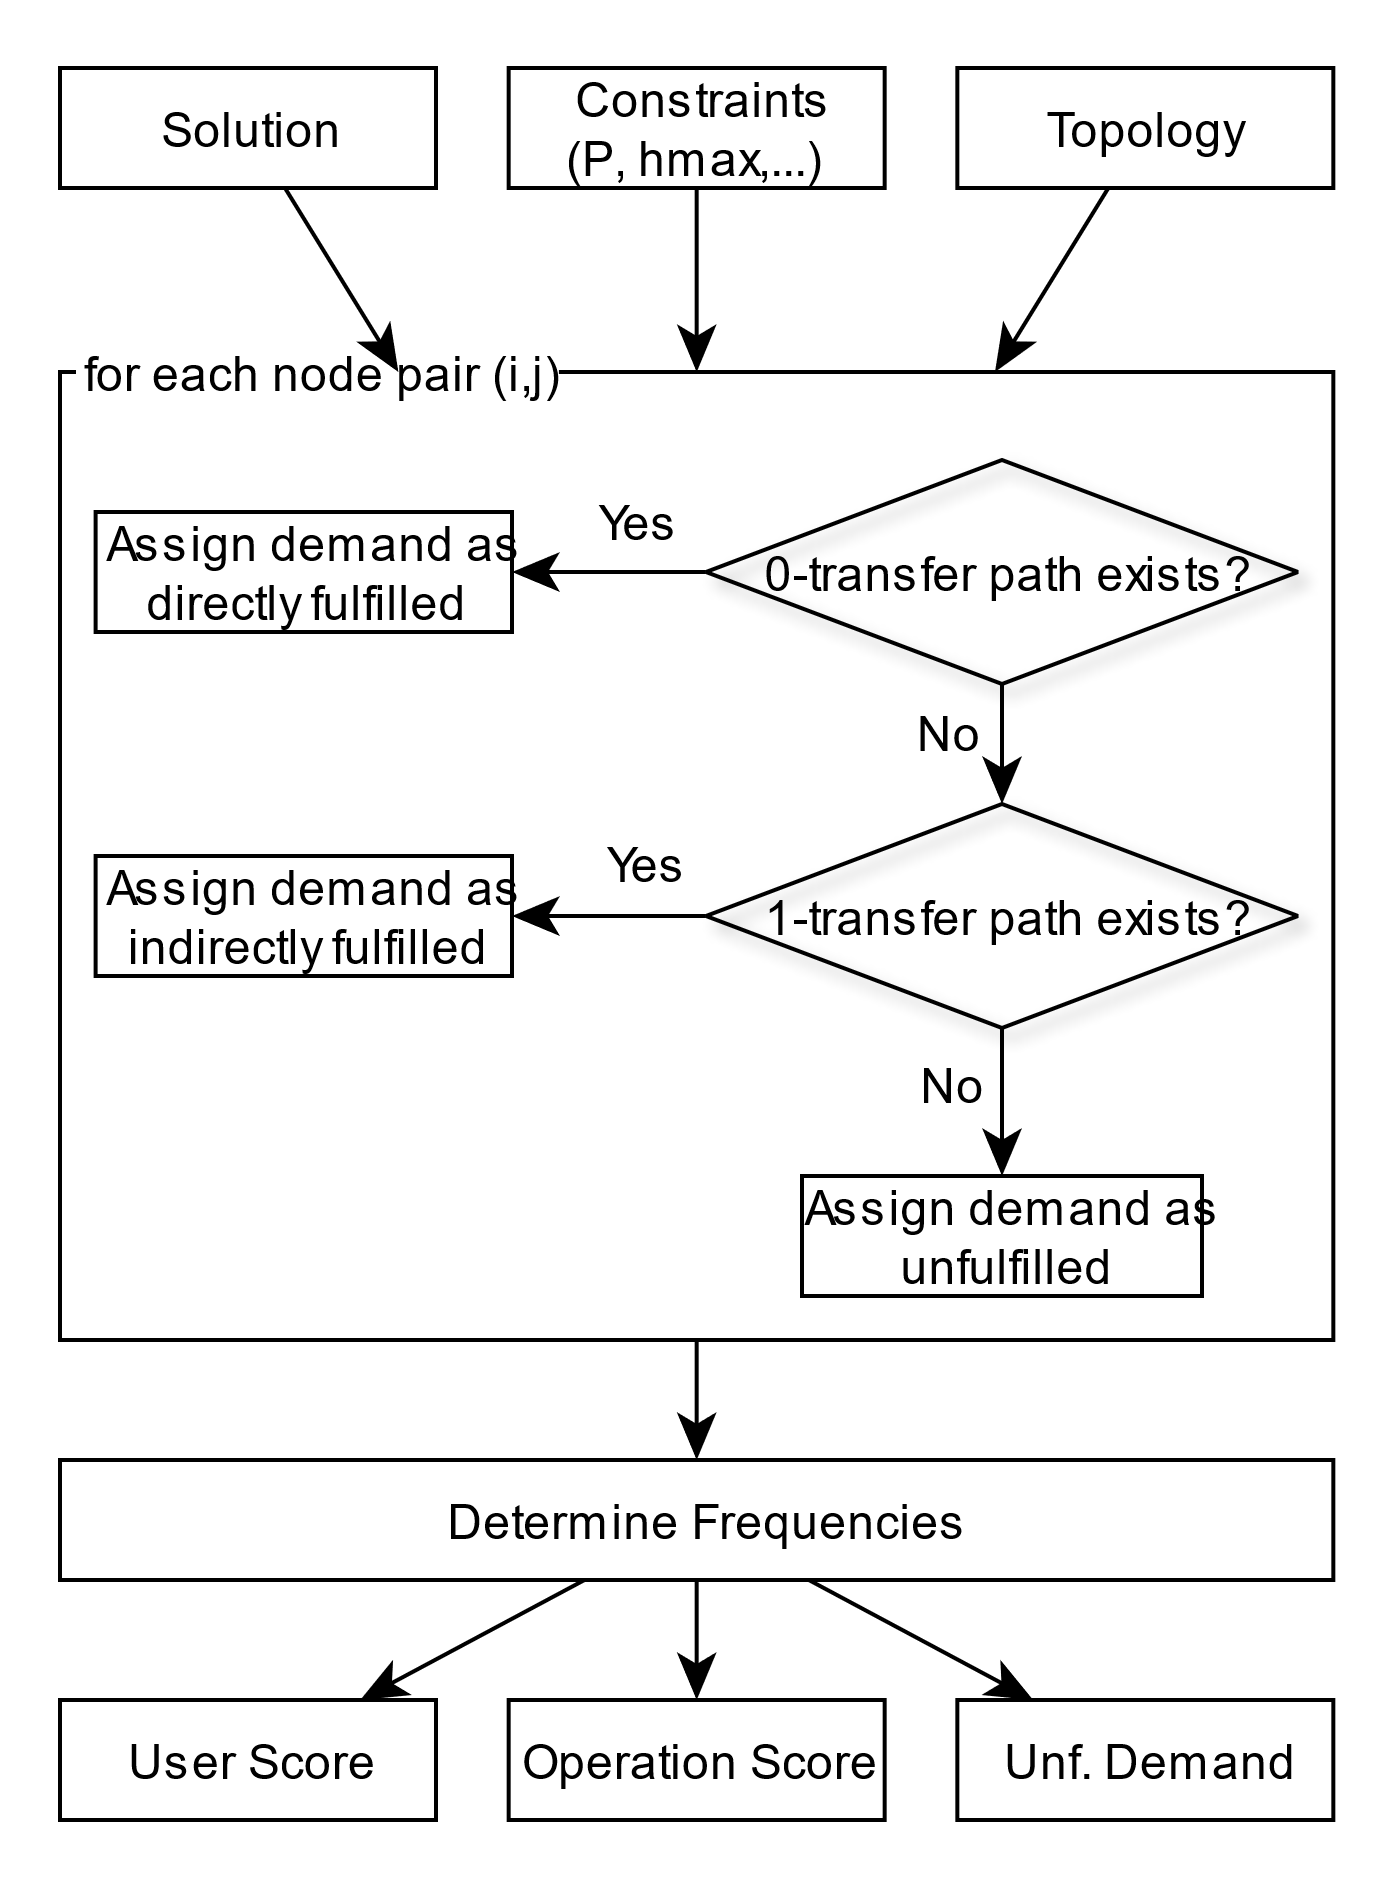 Solution
Constraints
(P, hmax,...)
Topology
for each node pair (i,j)
Yes
0-transfer path exists?
Assign demand as
directly fulfilled
No
Yes
1-transfer path exists?
Assign demand as
indirectly fulfilled
No
Assign demand as
unfulfilled
Determine Frequencies
User Score
Operation Score
Unf. Demand